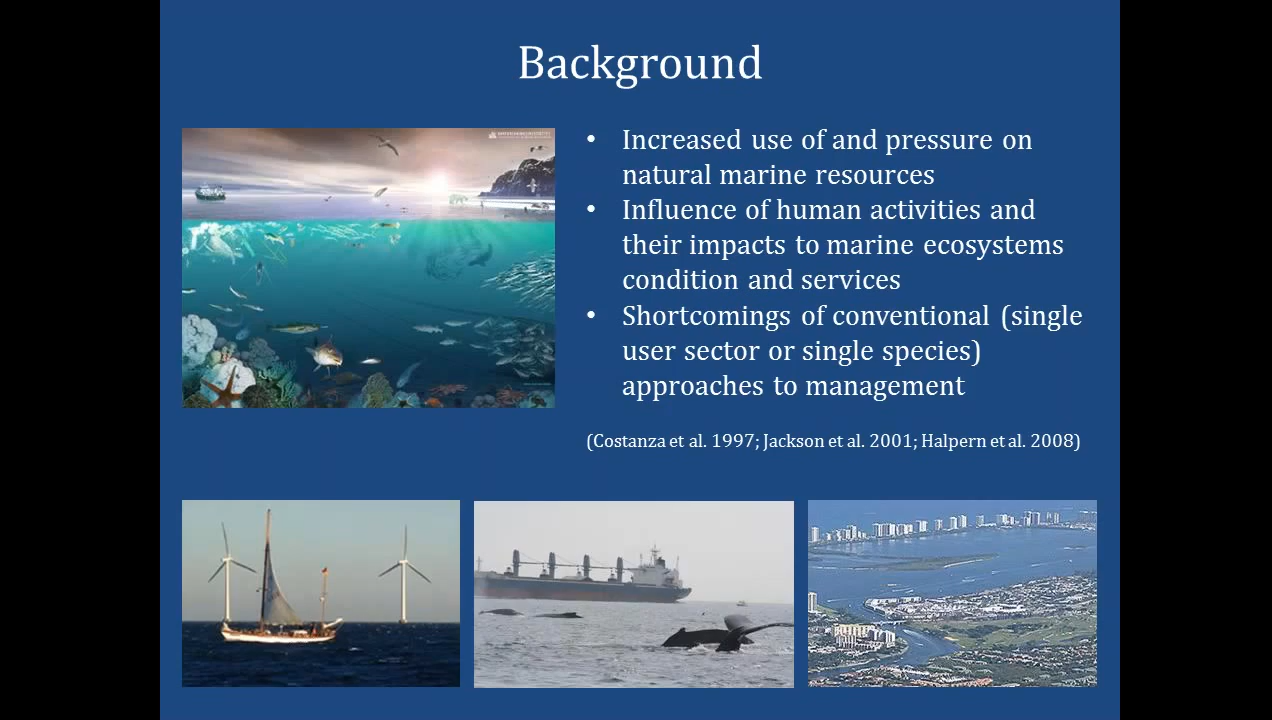 Background
• Increased use of and pressure on
natural marine resources
• Influence of human activities and
their impacts to marine ecosystems
condition and services
• Shortcomings of conventional (single
user sector or single species)
approaches to management
(Costanza et al. 1997; Jackson et al. 2001; Halpern et al. 2008)